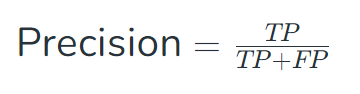 Precision = TP / TP+FP